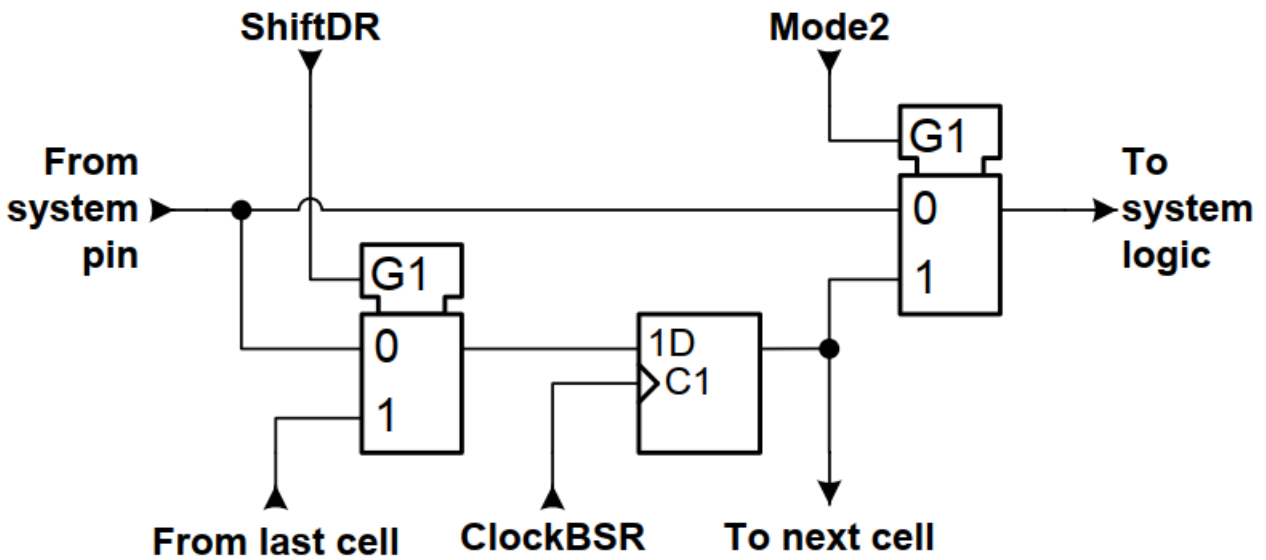 ShiftDR
Mode2
G1
From
system
pin
0
To
system
logic
G1
1
0
1D
C1
1
From last cell
ClockBSR
To next cell